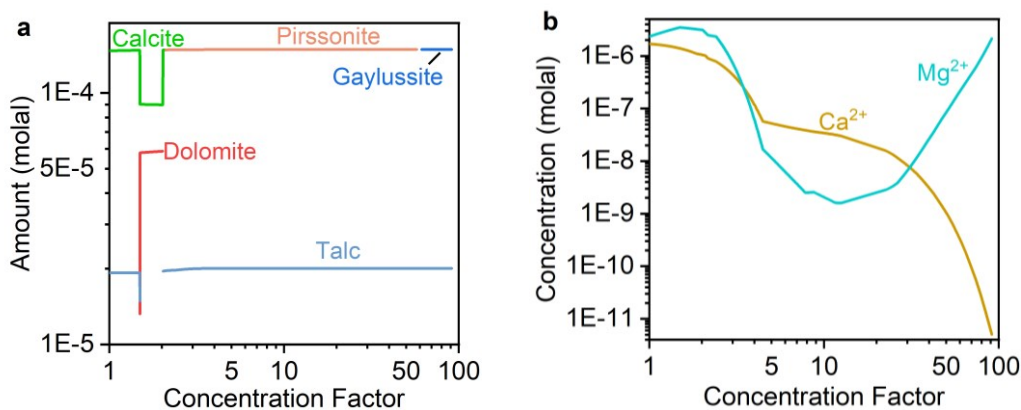 a
Calcite
Pirssonite
Gaylussite
1E-4
Dolomite
5E-5
Talc
1E-5
Amount (molal)
1 5 10 50 100
Concentration Factor
b
1E-6
Mg2+
1E-7
Ca2+
1E-8
1E-9
1E-10
1E-11
Concentration (molal)
1 10 100
Concentration Factor